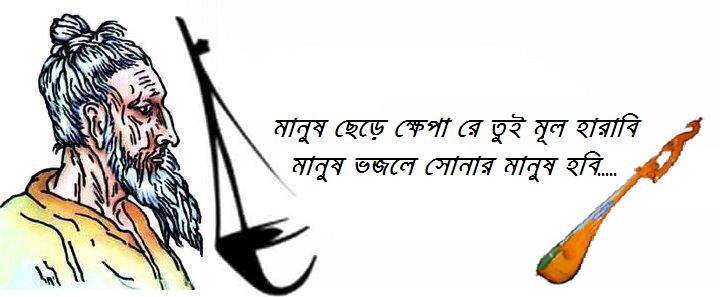 মানুষ ছেড়ে ক্ষেপা রে তুই মূল হারাবি
মানুষ ভজলে সোনার মানুষ হবি.....